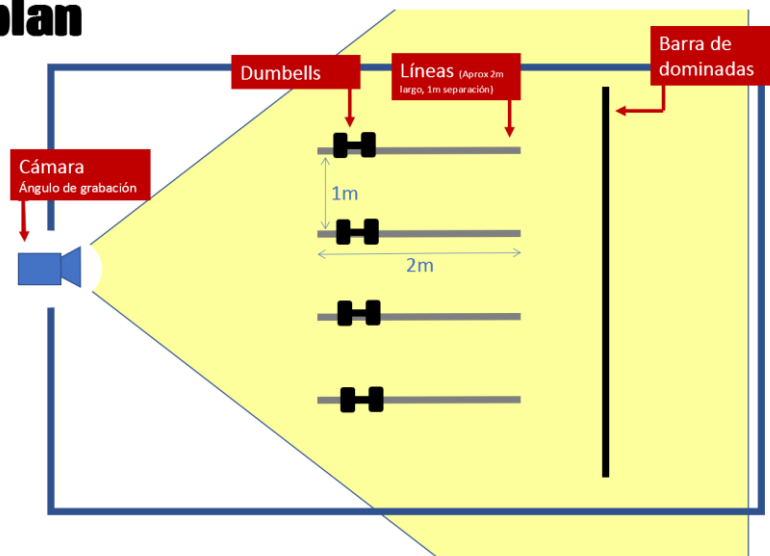 plan
Dumbells
Líneas (Aprox 2m
largo, 1m separación)
Barra de
dominadas
Cámara
Ángulo de grabación
1m
2m